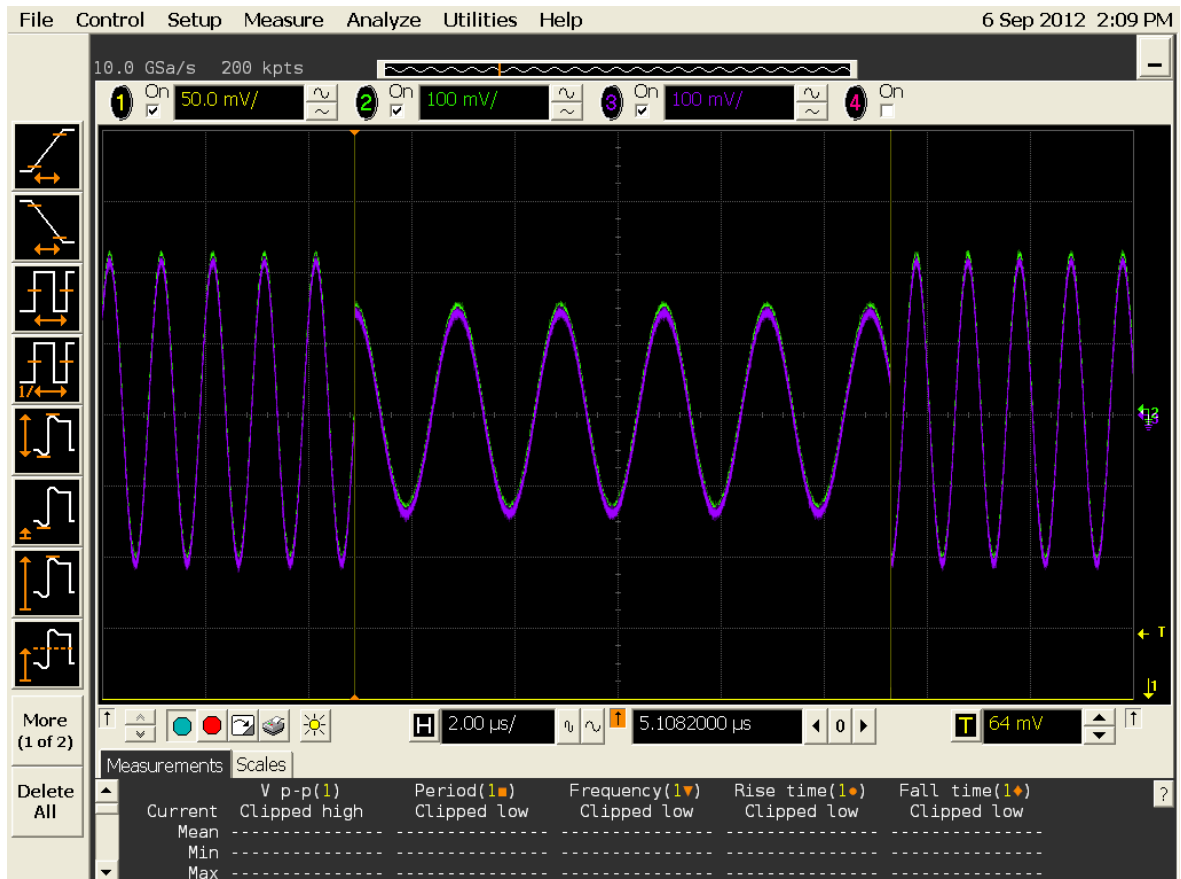 File Control Setup Measure Analyze Utilities Help 6 Sep 2012 2:09 PM
10.0 GSa/s 200 kpts
1 On 50.0 mV/ 2 On 100 mV/ 3 On 100 mV/ 4 On
1/
2
T
1
More
(1 of 2)
H 2.00 µs/ 5.1082000 µs 0 T 64 mV
Measurements Scales
Delete
All
V p-p(1) Period(1■) Frequency(1▼) Rise time(1●) Fall time(1♦) ?
Current Clipped high Clipped low Clipped low Clipped low Clipped low
Mean --------------- --------------- --------------- --------------- ---------------
Min --------------- --------------- --------------- --------------- ---------------
Max --------------- --------------- --------------- --------------- ---------------